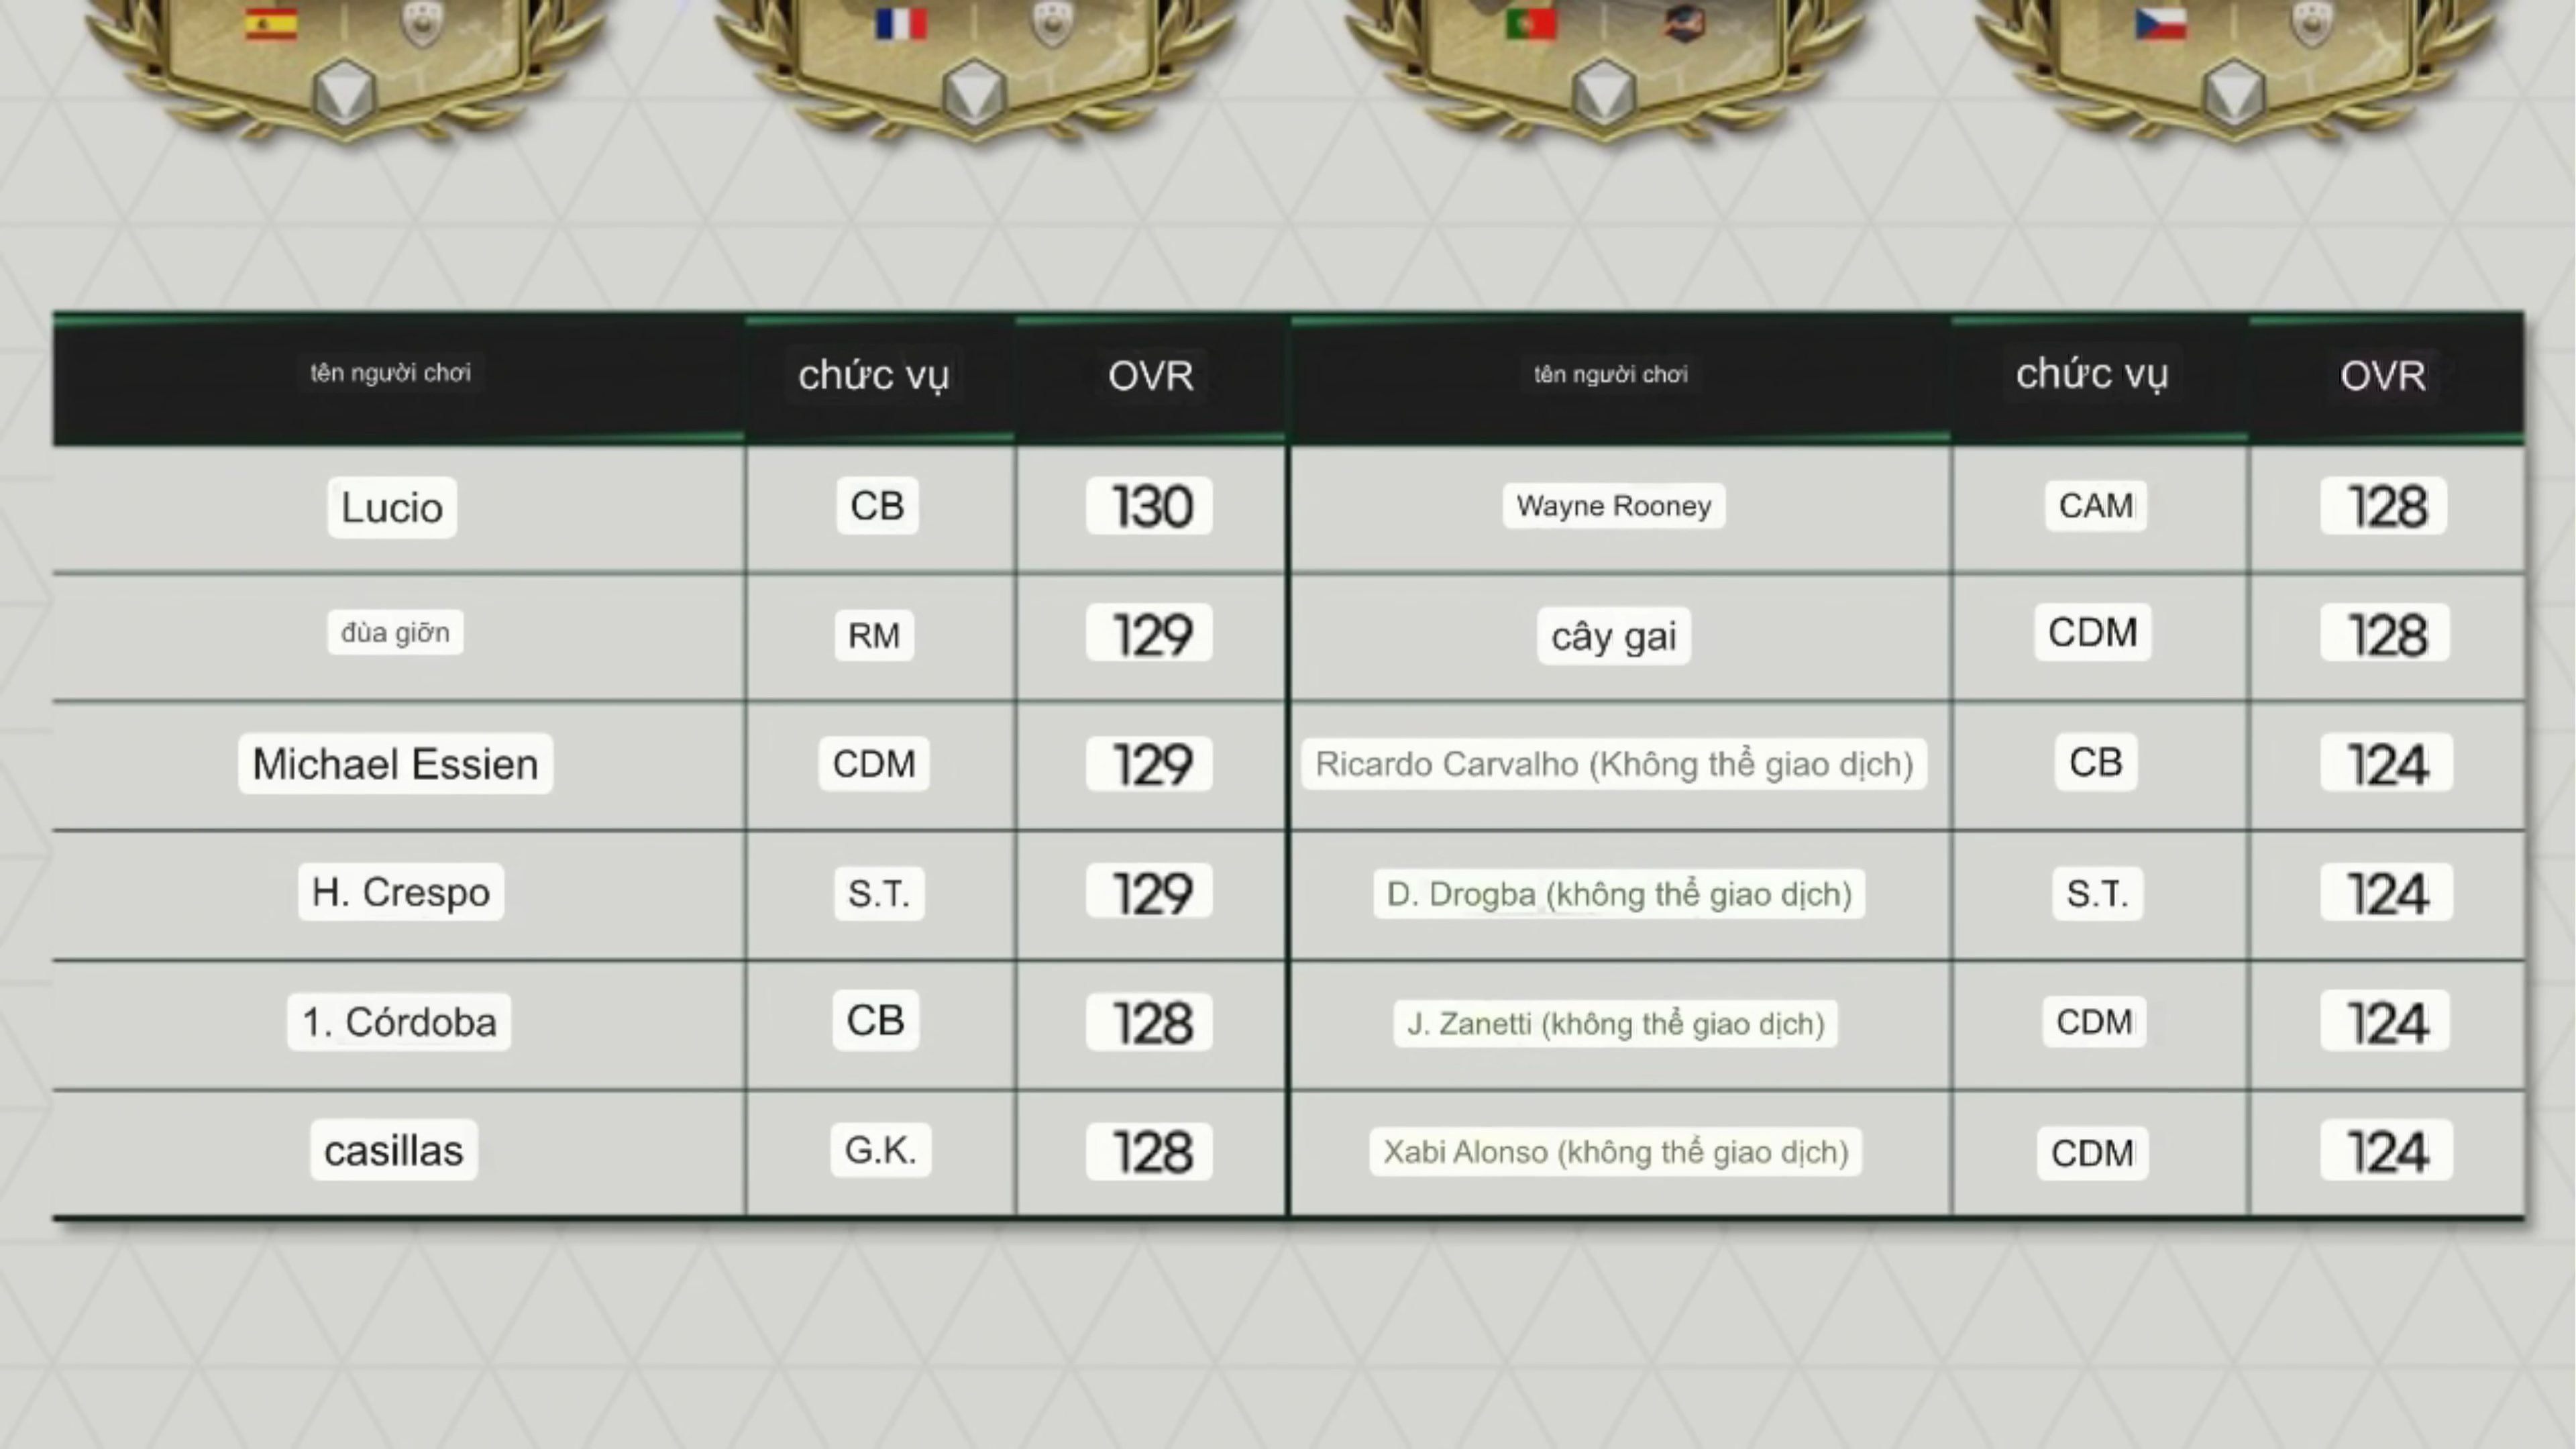 tên người chơi chức vụ OVR tên người chơi chức vụ OVR
Lucio CB 130 Wayne Rooney CAM 128
đùa giỡn RM 129 cây gai CDM 128
Michael Essien CDM 129 Ricardo Carvalho (Không thể giao dịch) CB 124
H. Crespo S.T. 129 D. Drogba (không thể giao dịch) S.T. 124
1. Córdoba CB 128 J. Zanetti (không thể giao dịch) CDM 124
casillas G.K. 128 Xabi Alonso (không thể giao dịch) CDM 124